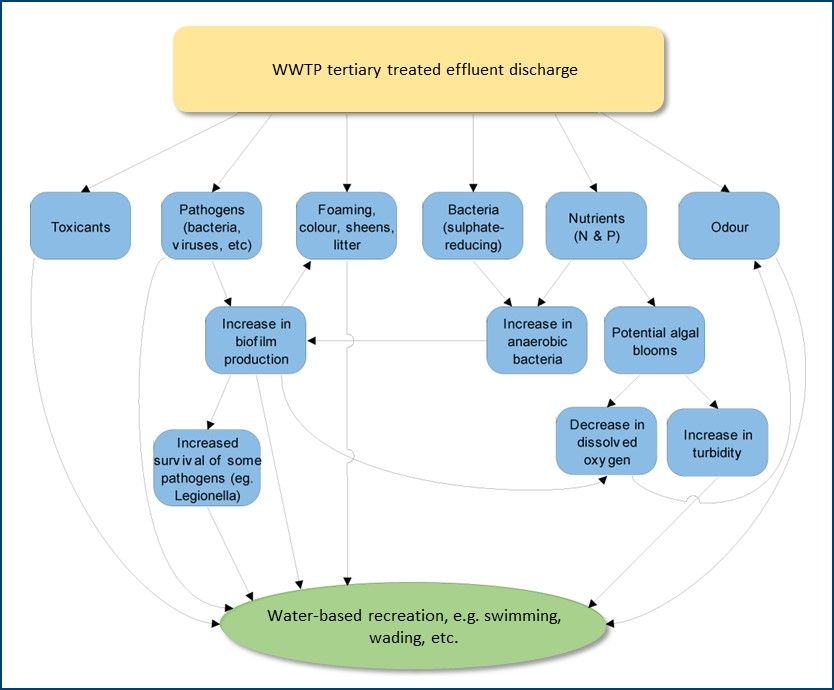 WWTP tertiary treated effluent discharge
Toxicants
Pathogens
(bacteria,
viruses, etc)
Foaming,
colour, sheens,
litter
Bacteria
(sulphate-
reducing)
Nutrients
(N & P)
Odour
Increase in
biofilm
production
Increase in
anaerobic
bacteria
Potential algal
blooms
Increased
survival of some
pathogens (eg.
Legionella)
Decrease in
dissolved
oxygen
Increase in
turbidity
Water-based recreation, e.g. swimming,
wading, etc.